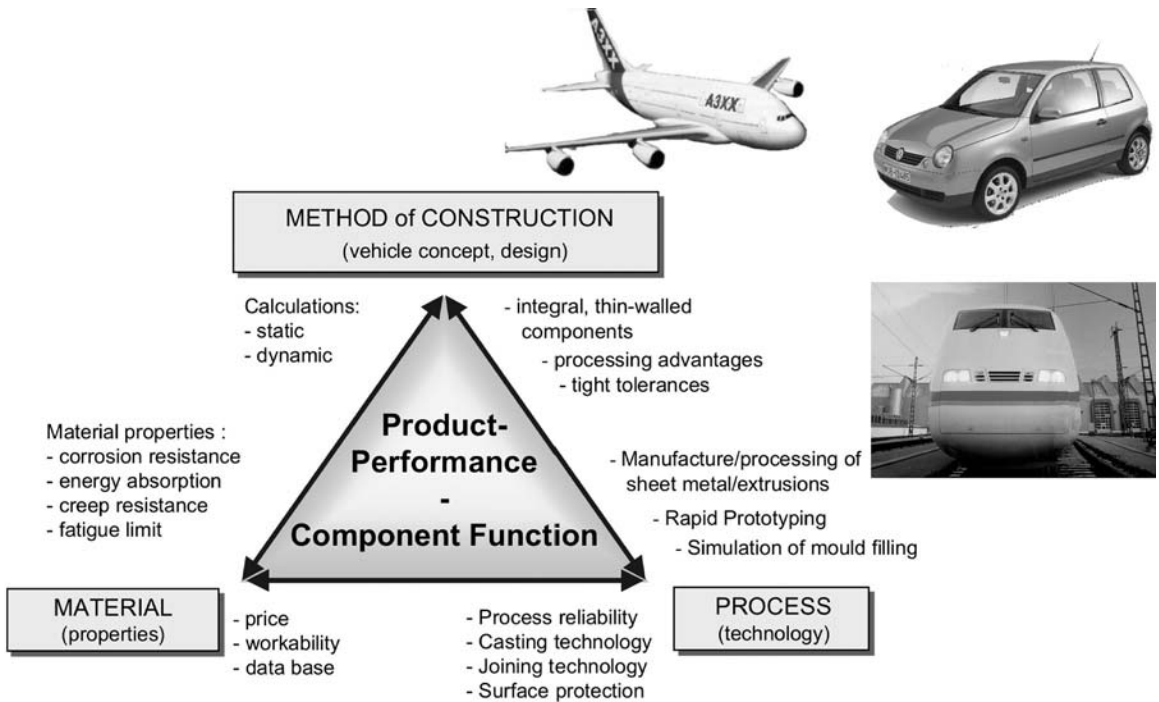 A3XX
A3XX
METHOD of CONSTRUCTION
(vehicle concept, design)
Calculations:
- static
- dynamic
- integral, thin-walled
components
- processing advantages
- tight tolerances
Product-
Performance
-
Component Function
Material properties :
- corrosion resistance
- energy absorption
- creep resistance
- fatigue limit
- Manufacture/processing of
sheet metal/extrusions
- Rapid Prototyping
- Simulation of mould filling
MATERIAL
(properties)
- price
- workability
- data base
- Process reliability
- Casting technology
- Joining technology
- Surface protection
PROCESS
(technology)